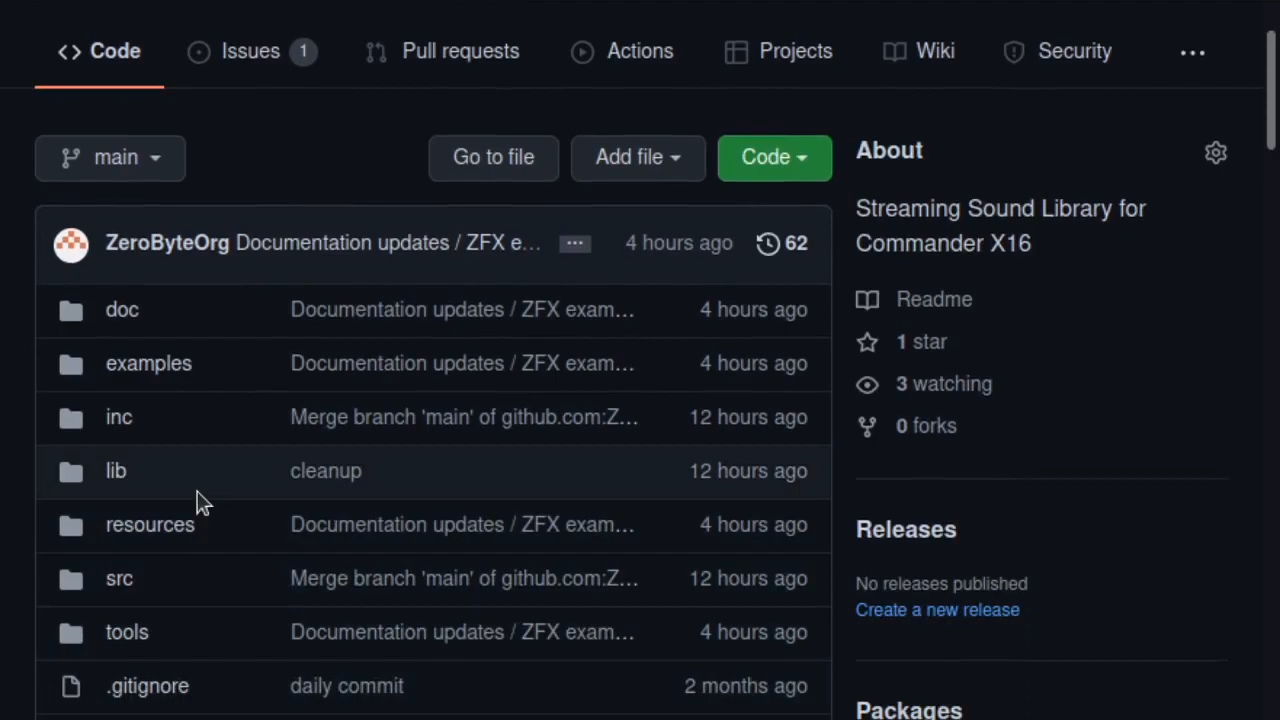 Code Issues 1 Pull requests Actions Projects Wiki Security ...
main Go to file Add file Code
ZeroByteOrg Documentation updates / ZFX e... ... 4 hours ago 62
doc Documentation updates / ZFX exam... 4 hours ago
examples Documentation updates / ZFX exam... 4 hours ago
inc Merge branch 'main' of github.com:Z... 12 hours ago
lib cleanup 12 hours ago
resources Documentation updates / ZFX exam... 4 hours ago
src Merge branch 'main' of github.com:Z... 12 hours ago
tools Documentation updates / ZFX exam... 4 hours ago
.gitignore daily commit 2 months ago
About
Streaming Sound Library for
Commander X16
Readme
1 star
3 watching
0 forks
Releases
No releases published
Create a new release
Packages